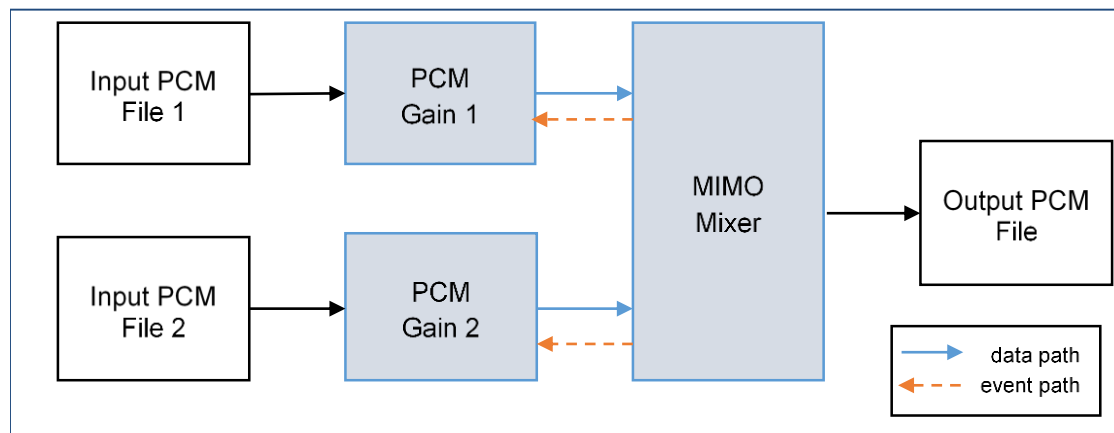 Input PCM
File 1
PCM
Gain 1
MIMO
Mixer
Output PCM
File
Input PCM
File 2
PCM
Gain 2
data path
event path